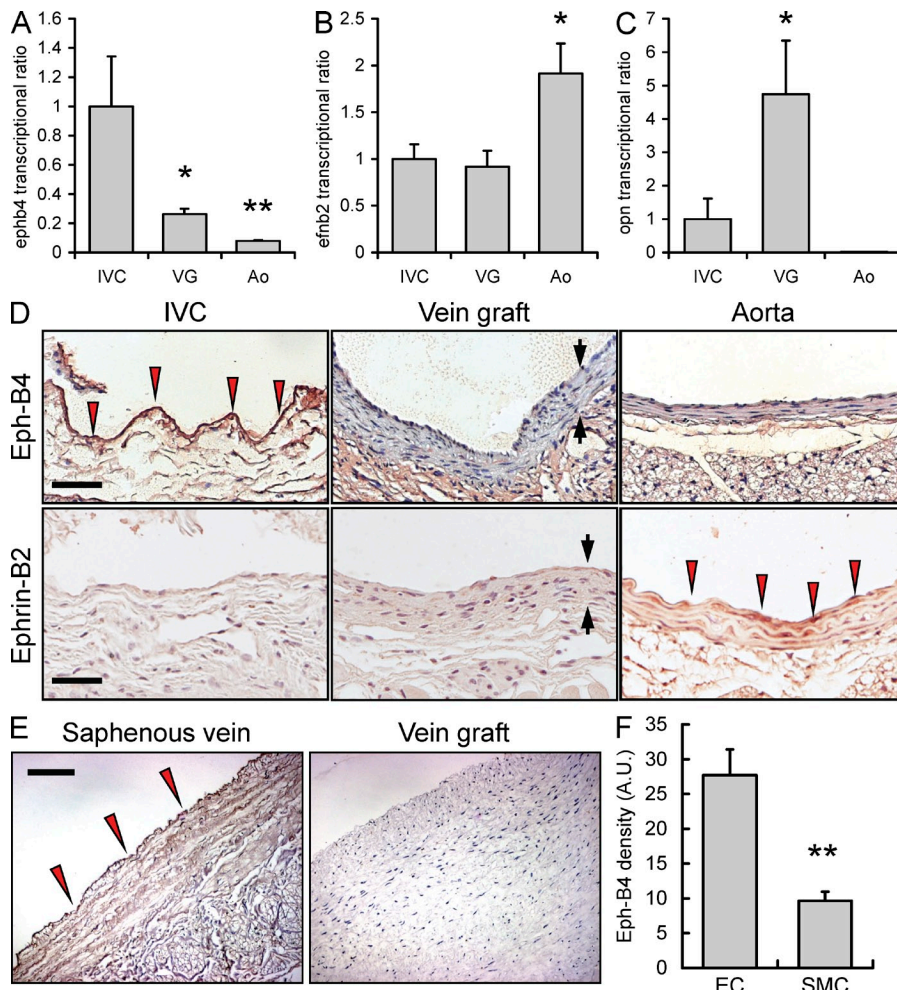 A
ephb4 transcriptional ratio
1.6
1.4
1.2
1
0.8
0.6
0.4
0.2
0
*
**
IVC
VG
Ao
B
efnb2 transcriptional ratio
2.5
2
1.5
1
0.5
0
*
IVC
VG
Ao
C
opn transcriptional ratio
7
6
5
4
3
2
1
0
*
IVC
VG
Ao
D
IVC
Vein graft
Aorta
Eph-B4
Ephrin-B2
E
Saphenous vein
Vein graft
F
Eph-B4 density (A.U.)
35
30
25
20
15
10
5
0
**
EC
SMC